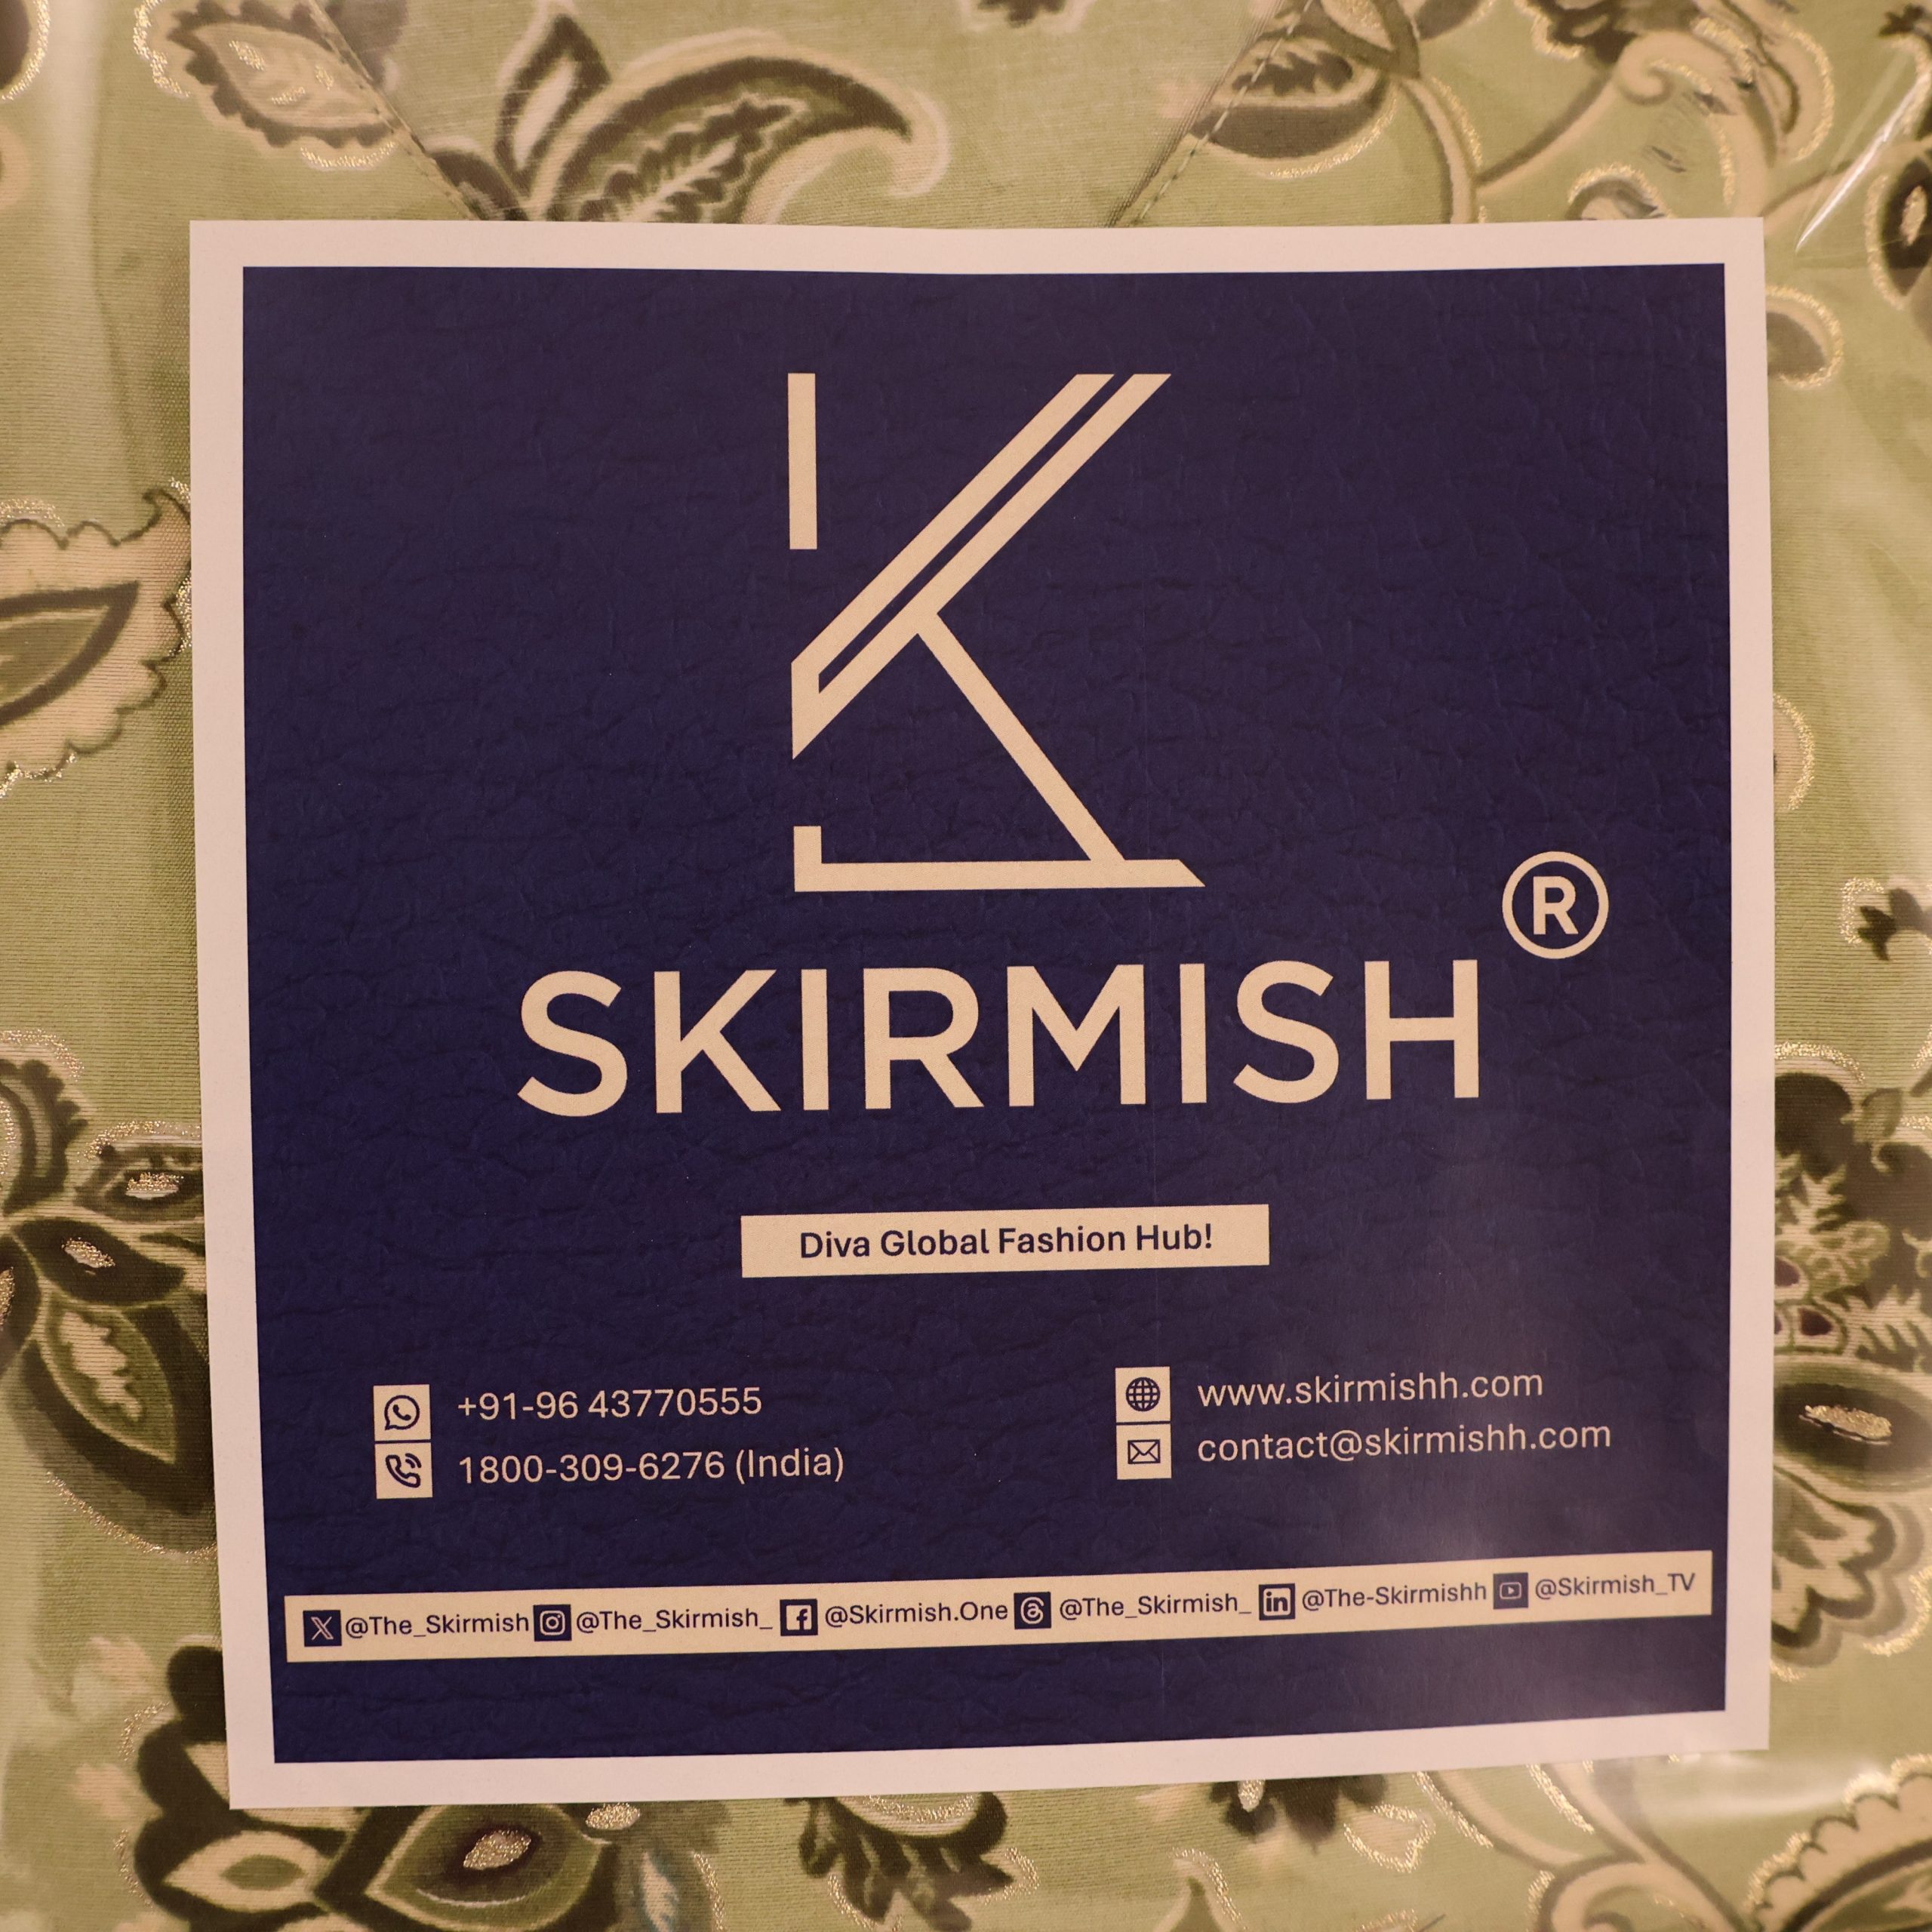 K
SKIRMISH®
Diva Global Fashion Hub!
+91-96 43770555
1800-309-6276 (India)
www.skirmishh.com
contact@skirmishh.com
@The_Skirmish @The_Skirmish_ @Skirmish.One @The_Skirmish_ @The-Skirmishh @Skirmish_TV